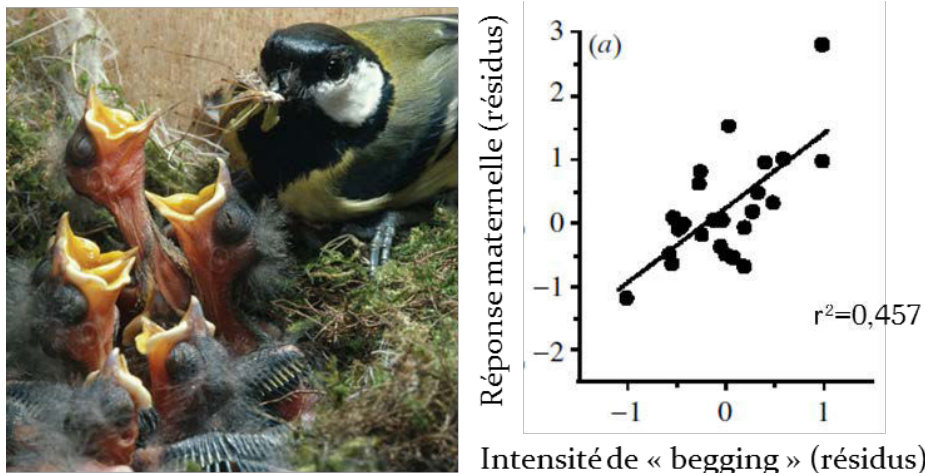 Réponse maternelle (résidus)
(a)
3
2
1
0
−1
−2
r²=0,457
−1 0 1
Intensité de « begging » (résidus)